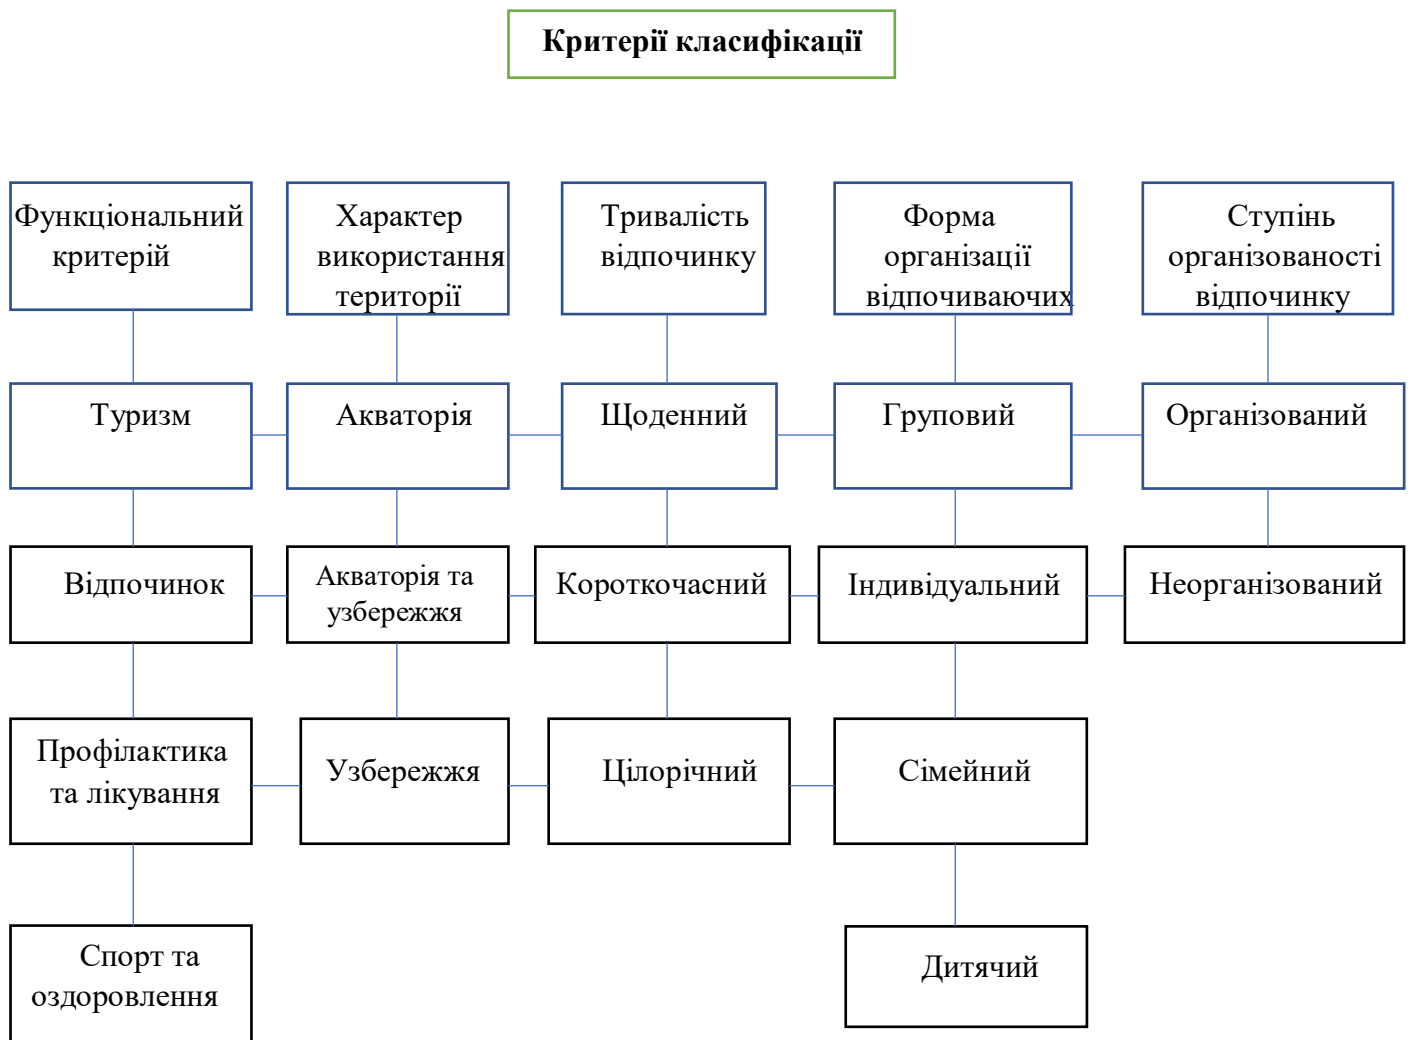 Критерії класифікації
Функціональний
критерій
Характер
використання
території
Тривалість
відпочинку
Форма
організації
відпочиваючих
Ступінь
організованості
відпочинку
Туризм
Акваторія
Щоденний
Груповий
Організований
Відпочинок
Акваторія та
узбережжя
Короткочасний
Індивідуальний
Неорганізований
Профілактика
та лікування
Узбережжя
Цілорічний
Сімейний
Спорт та
оздоровлення
Дитячий